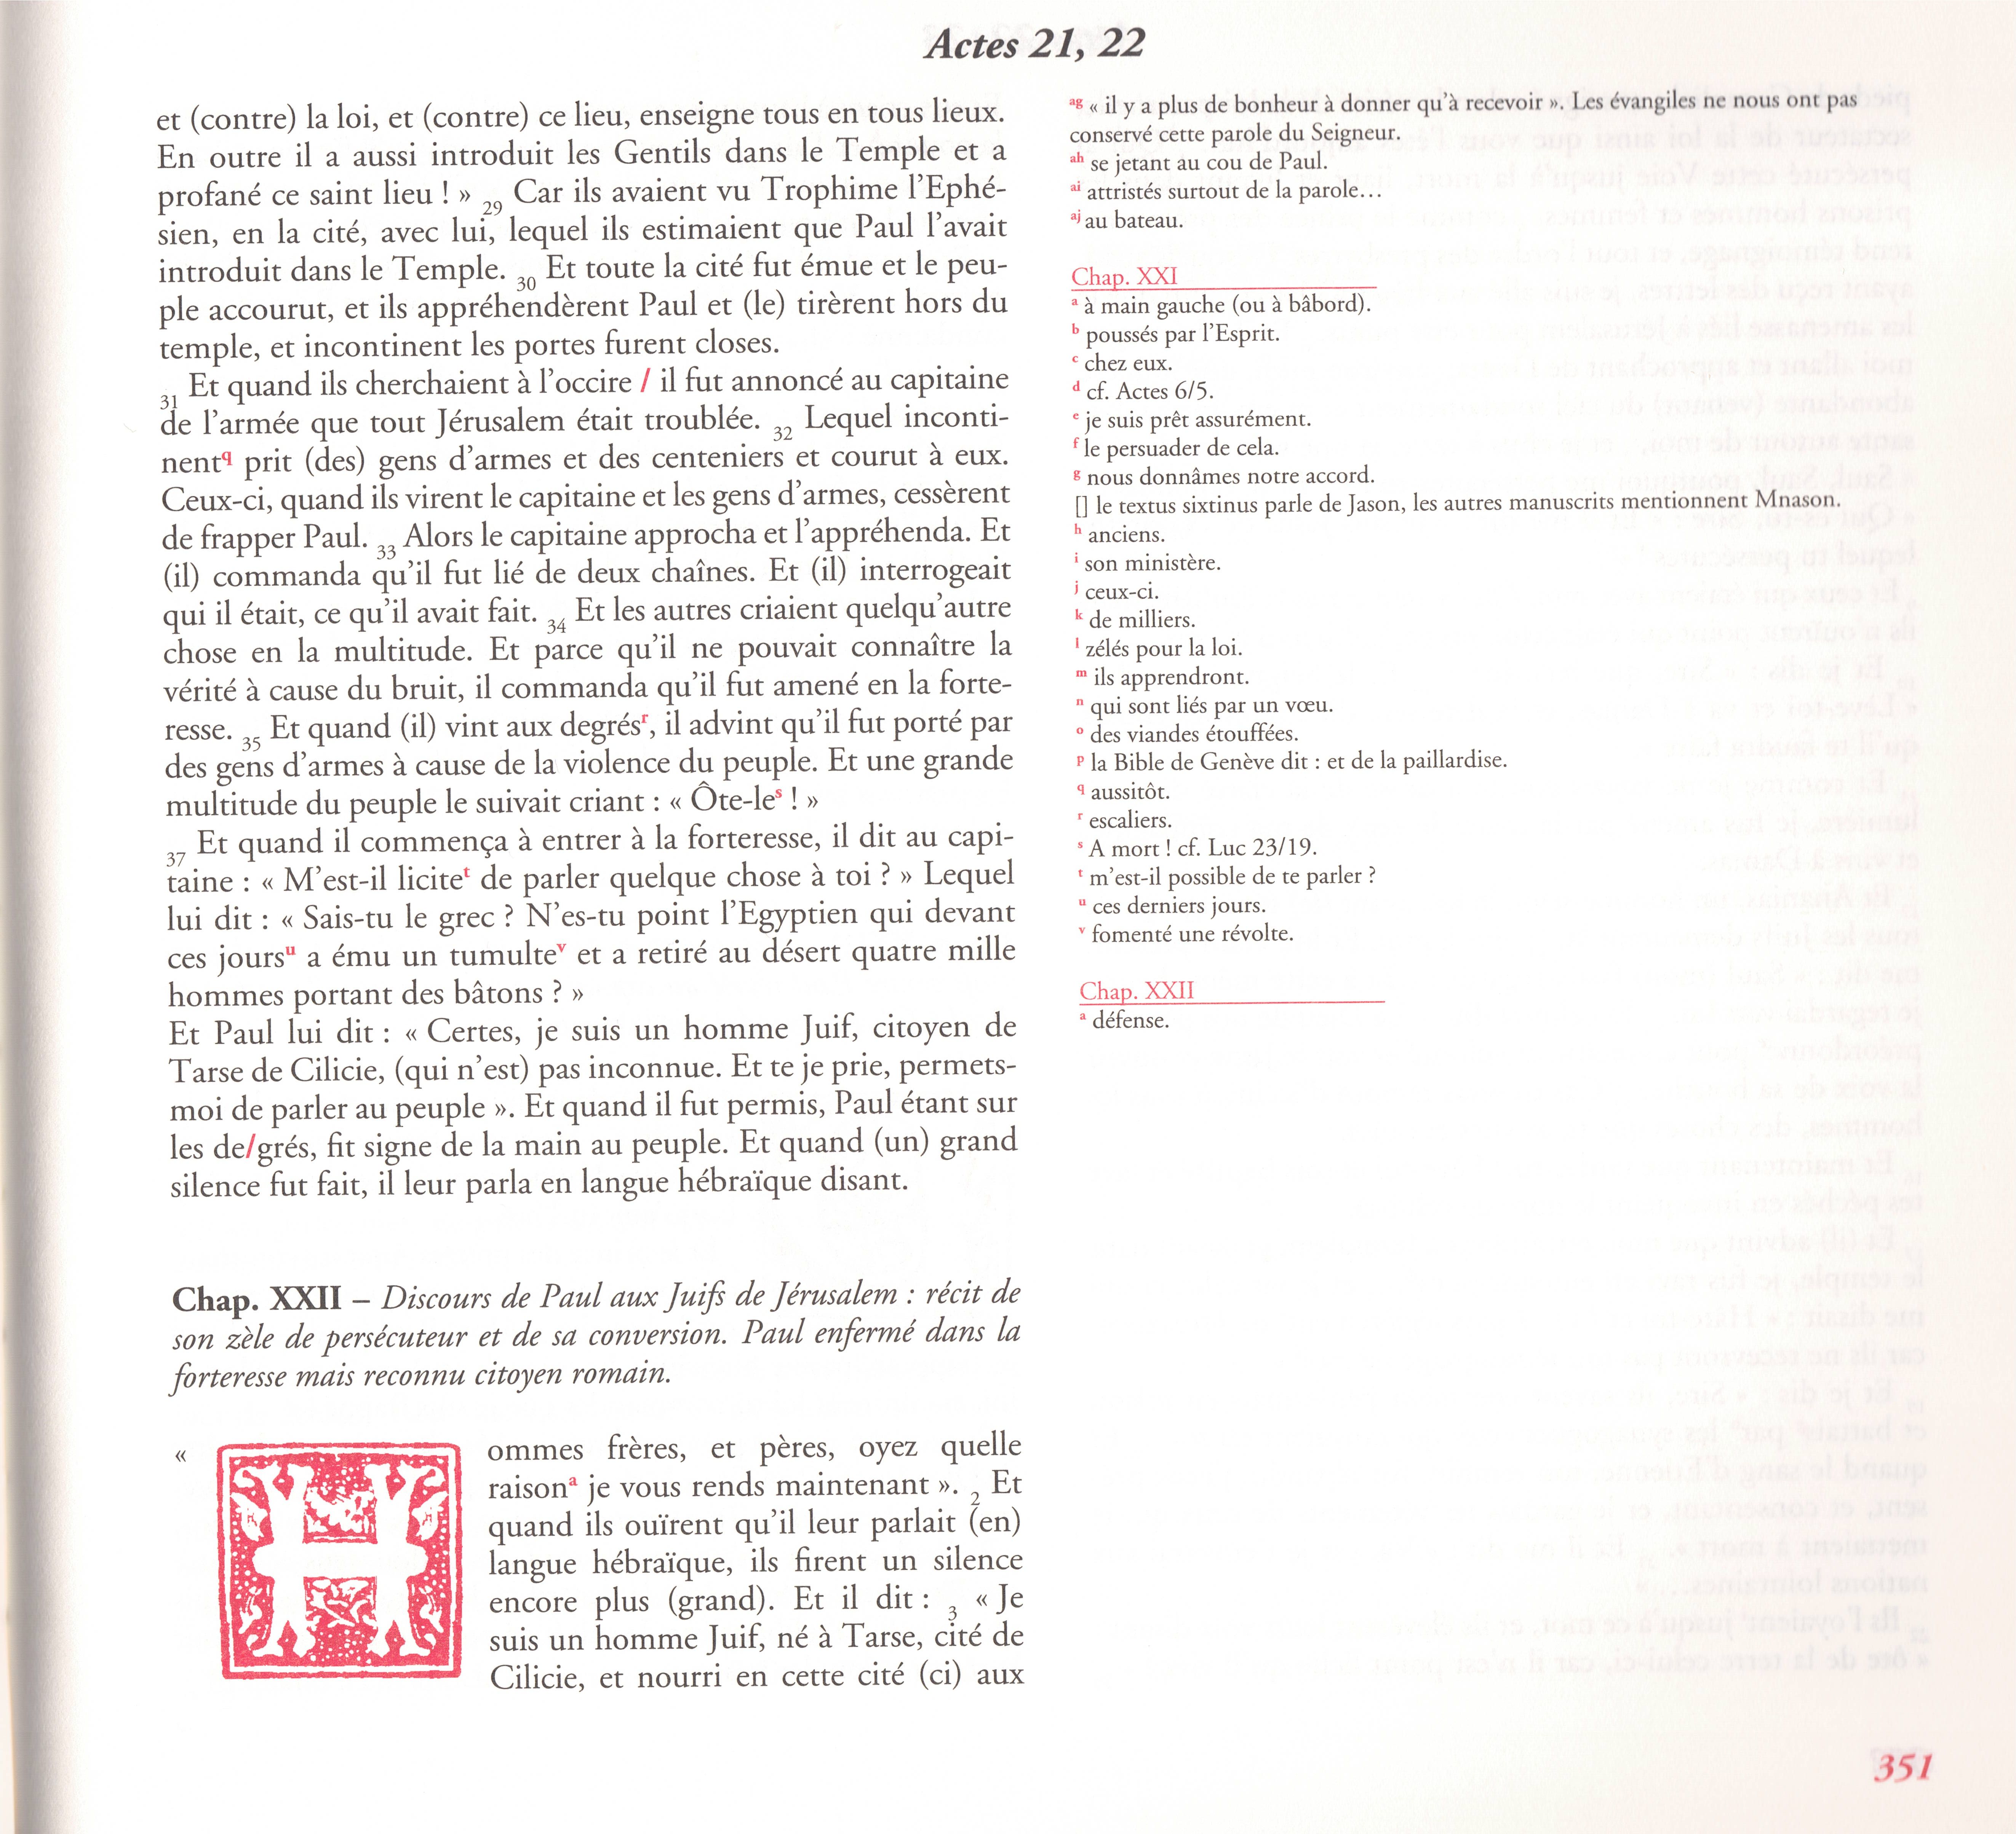 Actes 21, 22
et (contre) la loi, et (contre) ce lieu, enseigne tous en tous lieux.
En outre il a aussi introduit les Gentils dans le Temple et a
profané ce saint lieu ! » 29 Car ils avaient vu Trophime l'Ephé-
sien, en la cité, avec lui, lequel ils estimaient que Paul l'avait
introduit dans le Temple. 30 Et toute la cité fut émue et le peu-
ple accourut, et ils appréhendèrent Paul et (le) tirèrent hors du
temple, et incontinent les portes furent closes.
31 Et quand ils cherchaient à l'occire / il fut annoncé au capitaine
de l'armée que tout Jérusalem était troublée. 32 Lequel inconti-
nentq prit (des) gens d'armes et des centeniers et courut à eux.
Ceux-ci, quand ils virent le capitaine et les gens d'armes, cessèrent
de frapper Paul. 33 Alors le capitaine approcha et l'appréhenda. Et
(il) commanda qu'il fut lié de deux chaînes. Et (il) interrogeait
qui il était, ce qu'il avait fait. 34 Et les autres criaient quelqu'autre
chose en la multitude. Et parce qu'il ne pouvait connaître la
vérité à cause du bruit, il commanda qu'il fut amené en la forte-
resse. 35 Et quand (il) vint aux degrésr, il advint qu'il fut porté par
des gens d'armes à cause de la violence du peuple. Et une grande
multitude du peuple le suivait criant : « Ôte-les ! »
37 Et quand il commença à entrer à la forteresse, il dit au capi-
taine : « M'est-il licitet de parler quelque chose à toi ? » Lequel
lui dit : « Sais-tu le grec ? N'es-tu point l'Egyptien qui devant
ces joursu a ému un tumultev et a retiré au désert quatre mille
hommes portant des bâtons ? »
Et Paul lui dit : « Certes, je suis un homme Juif, citoyen de
Tarse de Cilicie, (qui n'est) pas inconnue. Et te je prie, permets-
moi de parler au peuple ». Et quand il fut permis, Paul étant sur
les de/grés, fit signe de la main au peuple. Et quand (un) grand
silence fut fait, il leur parla en langue hébraïque disant.
Chap. XXII – Discours de Paul aux Juifs de Jérusalem : récit de
son zèle de persécuteur et de sa conversion. Paul enfermé dans la
forteresse mais reconnu citoyen romain.
« Hommes frères, et pères, oyez quelle
raisona je vous rends maintenant ». 2 Et
quand ils ouïrent qu'il leur parlait (en)
langue hébraïque, ils firent un silence
encore plus (grand). Et il dit : 3 « Je
suis un homme Juif, né à Tarse, cité de
Cilicie, et nourri en cette cité (ci) aux
ag « il y a plus de bonheur à donner qu'à recevoir ». Les évangiles ne nous ont pas
conservé cette parole du Seigneur.
ah se jetant au cou de Paul.
ai attristés surtout de la parole…
aj au bateau.
Chap. XXI
a à main gauche (ou à bâbord).
b poussés par l'Esprit.
c chez eux.
d cf. Actes 6/5.
e je suis prêt assurément.
f le persuader de cela.
g nous donnâmes notre accord.
[] le textus sixtinus parle de Jason, les autres manuscrits mentionnent Mnason.
h anciens.
i son ministère.
j ceux-ci.
k de milliers.
l zélés pour la loi.
m ils apprendront.
n qui sont liés par un vœu.
o des viandes étouffées.
p la Bible de Genève dit : et de la paillardise.
q aussitôt.
r escaliers.
s A mort ! cf. Luc 23/19.
t m'est-il possible de te parler ?
u ces derniers jours.
v fomenté une révolte.
Chap. XXII
a défense.
351